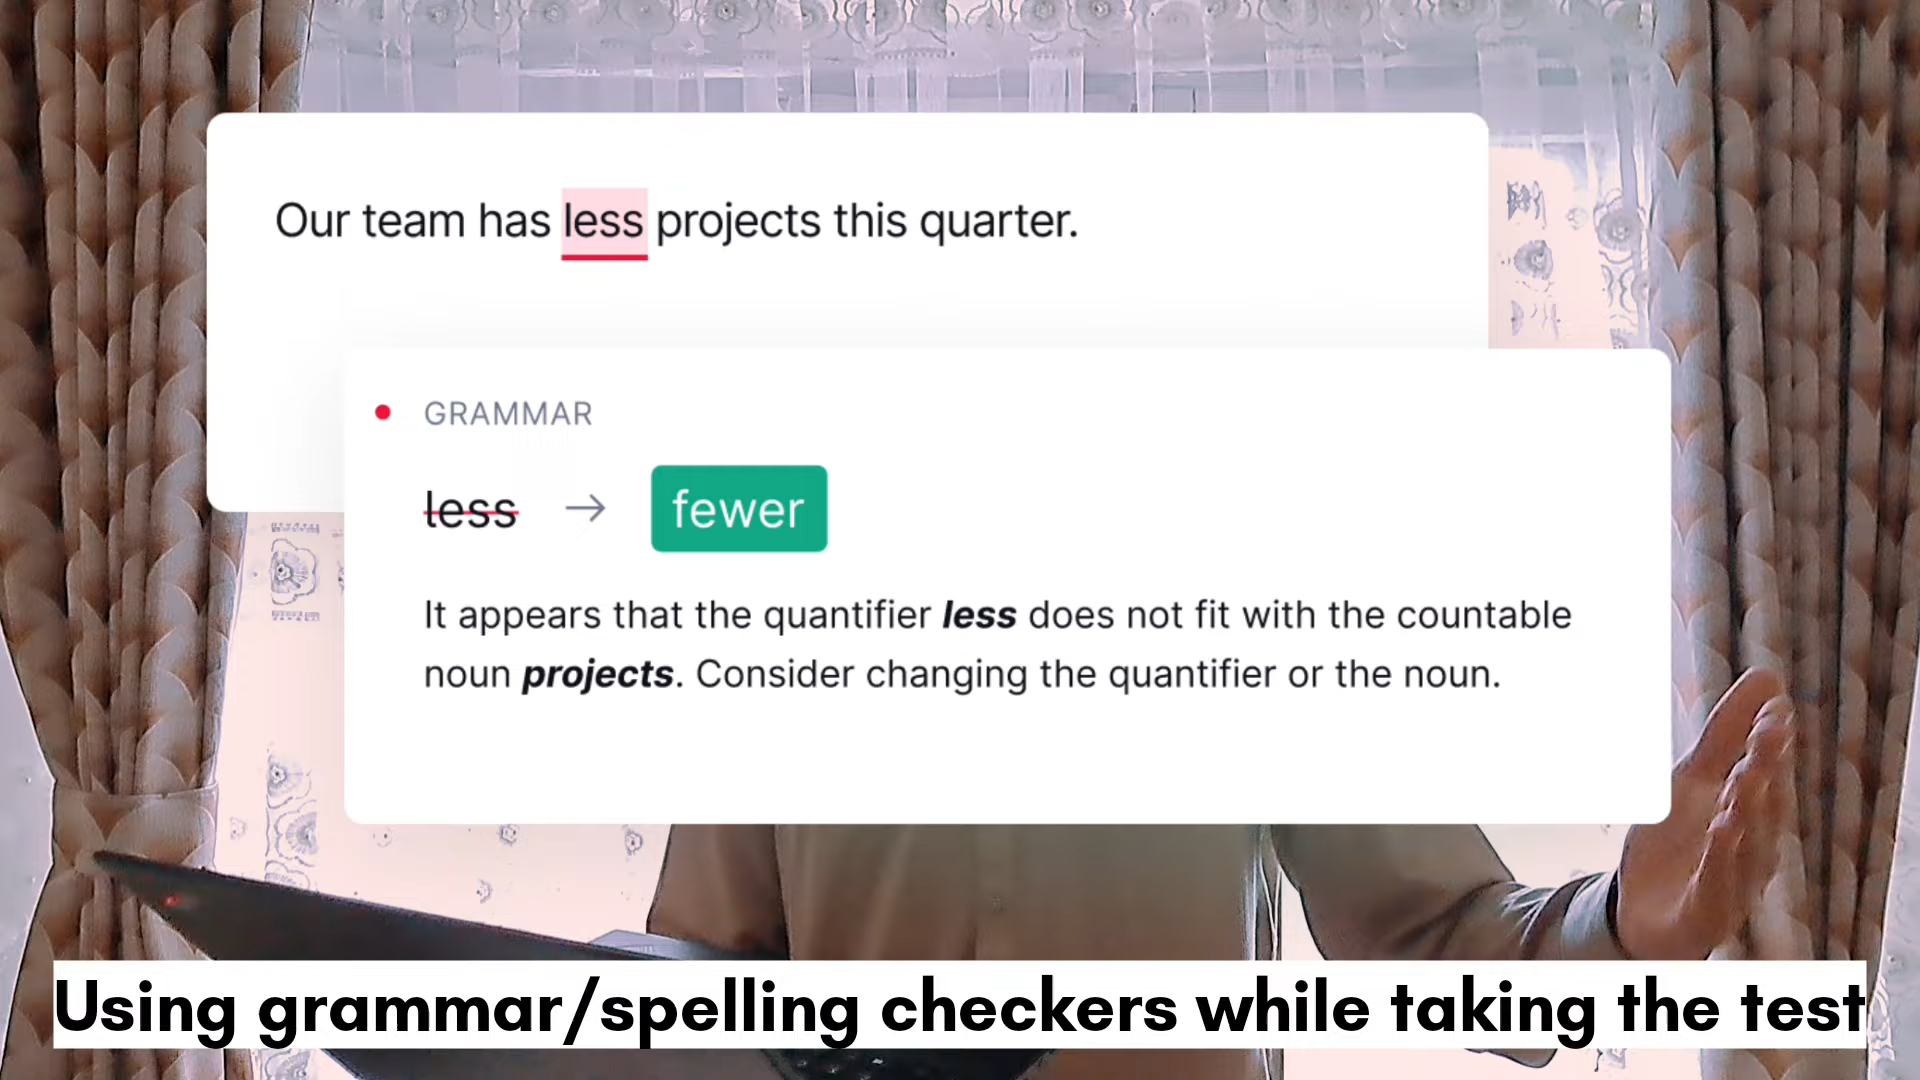 Our team has less projects this quarter.
GRAMMAR
less → fewer
It appears that the quantifier less does not fit with the countable
noun projects. Consider changing the quantifier or the noun.
Using grammar/spelling checkers while taking the test